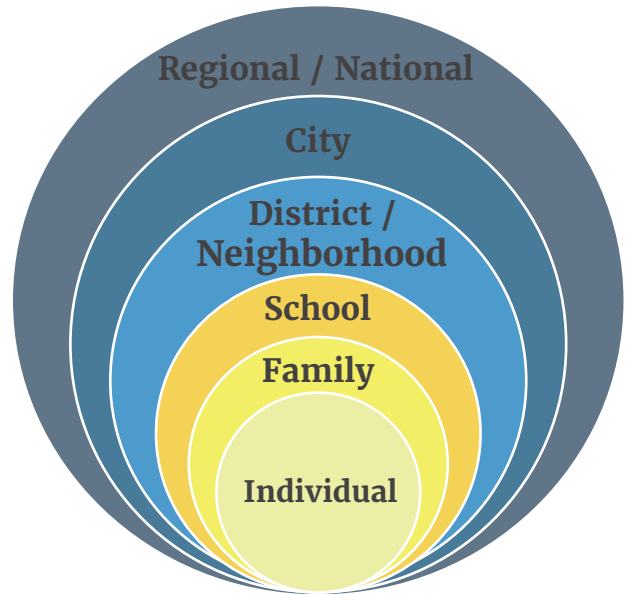 Regional / National
City
District /
Neighborhood
School
Family
Individual